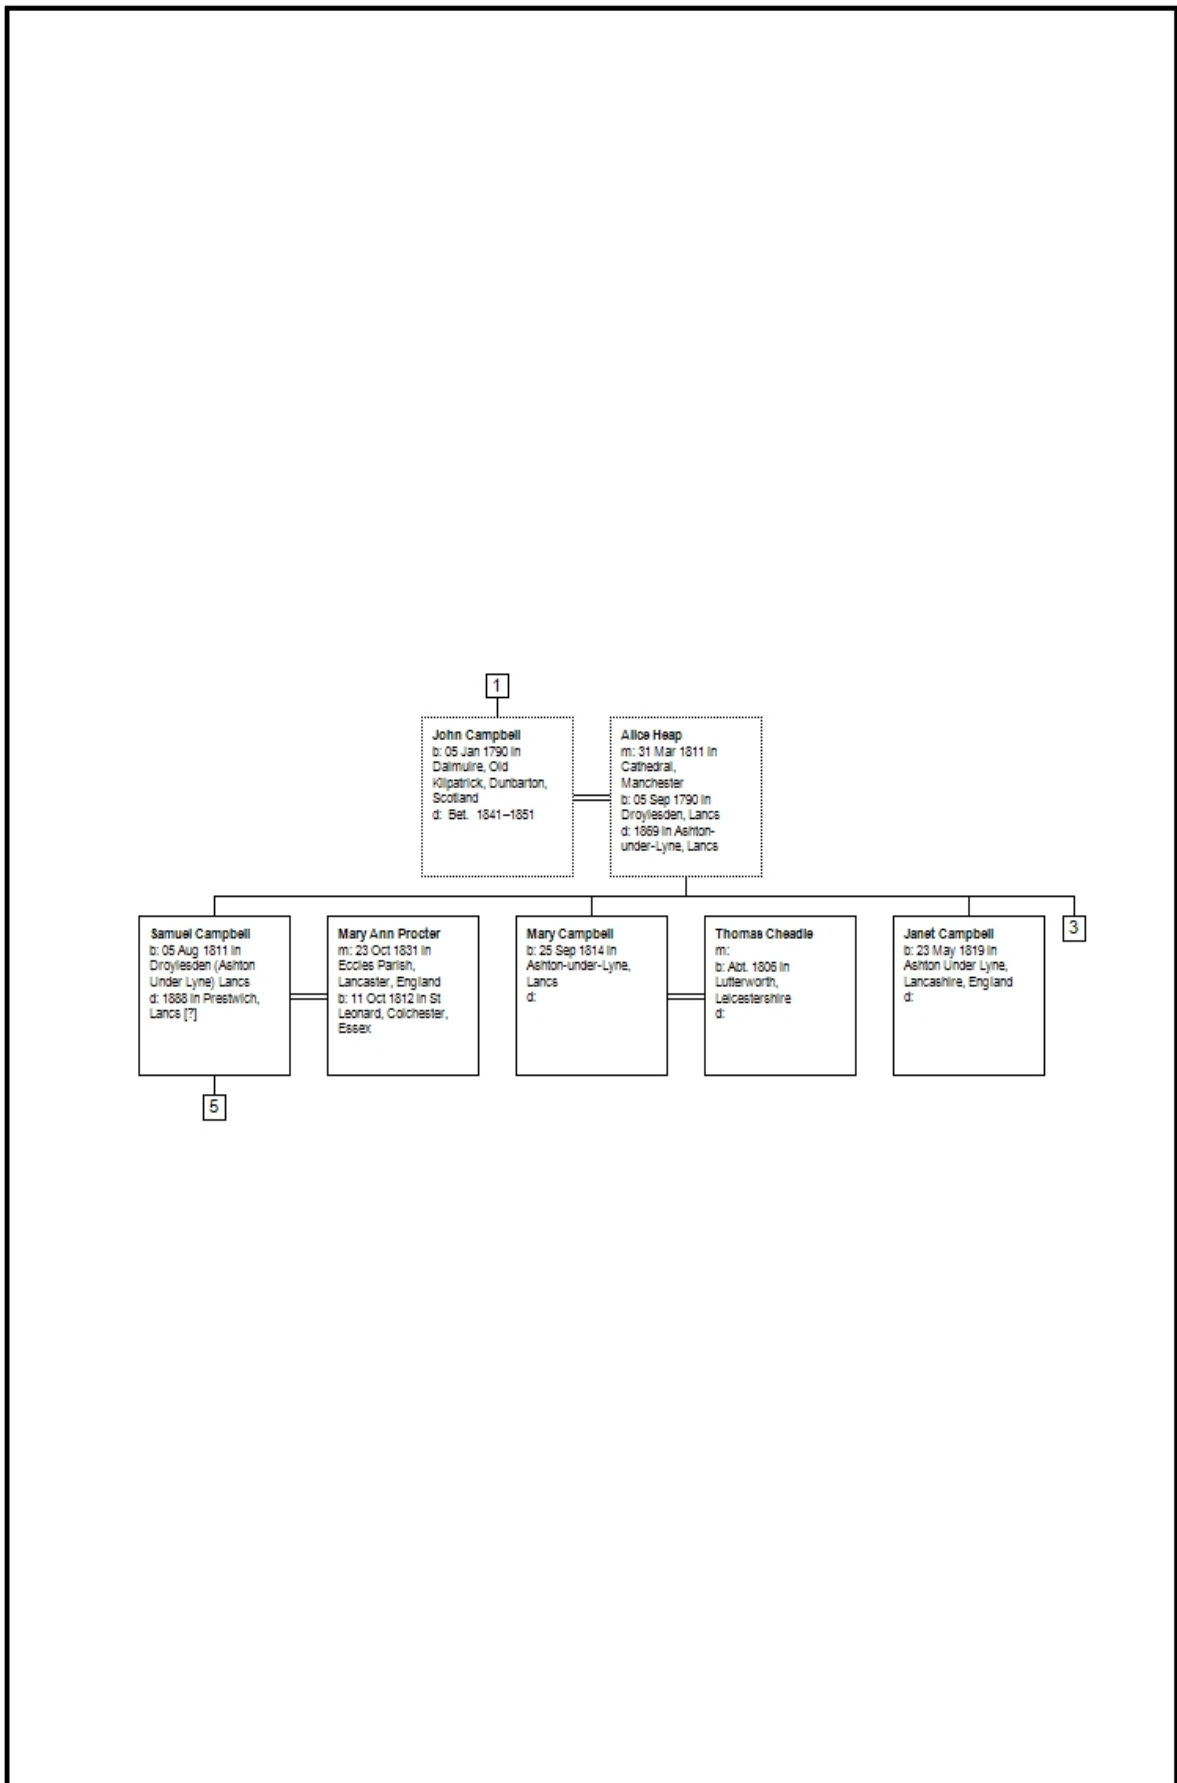 1
John Campbell
b: 05 Jan 1790 in
Dalmuire, Old
Kilpatrick, Dunbarton,
Scotland
d: Bet. 1841–1851
Alice Heap
m: 31 Mar 1811 in
Cathedral,
Manchester
b: 05 Sep 1790 in
Droylesden, Lancs
d: 1869 in Ashton-
under-Lyne, Lancs
Samuel Campbell
b: 05 Aug 1811 in
Droylesden (Ashton
Under Lyne) Lancs
d: 1888 in Prestwich,
Lancs [?]
Mary Ann Procter
m: 23 Oct 1831 in
Eccles Parish,
Lancaster, England
b: 11 Oct 1812 in St
Leonard, Colchester,
Essex
Mary Campbell
b: 25 Sep 1814 in
Ashton-under-Lyne,
Lancs
d:
Thomas Cheadle
m:
b: Abt. 1806 in
Lutterworth,
Leicestershire
d:
Janet Campbell
b: 23 May 1819 in
Ashton Under Lyne,
Lancashire, England
d:
3
5